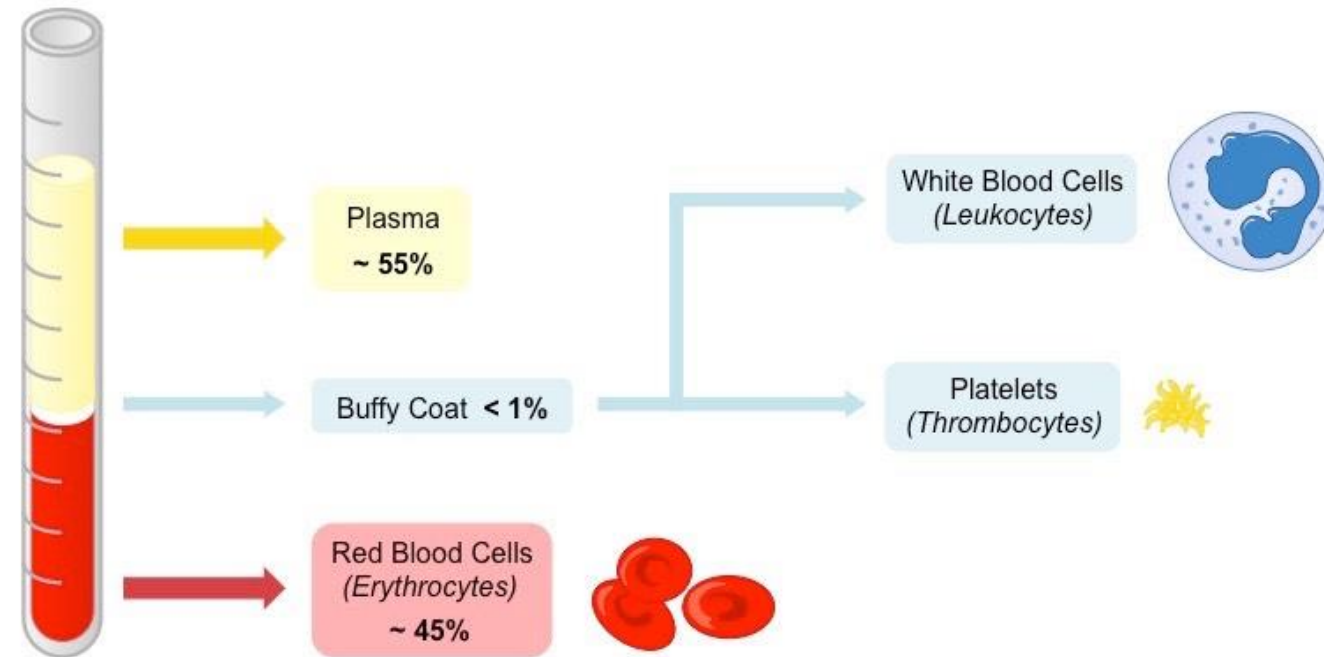 Plasma
~ 55%
Buffy Coat < 1%
White Blood Cells
(Leukocytes)
Platelets
(Thrombocytes)
Red Blood Cells
(Erythrocytes)
~ 45%